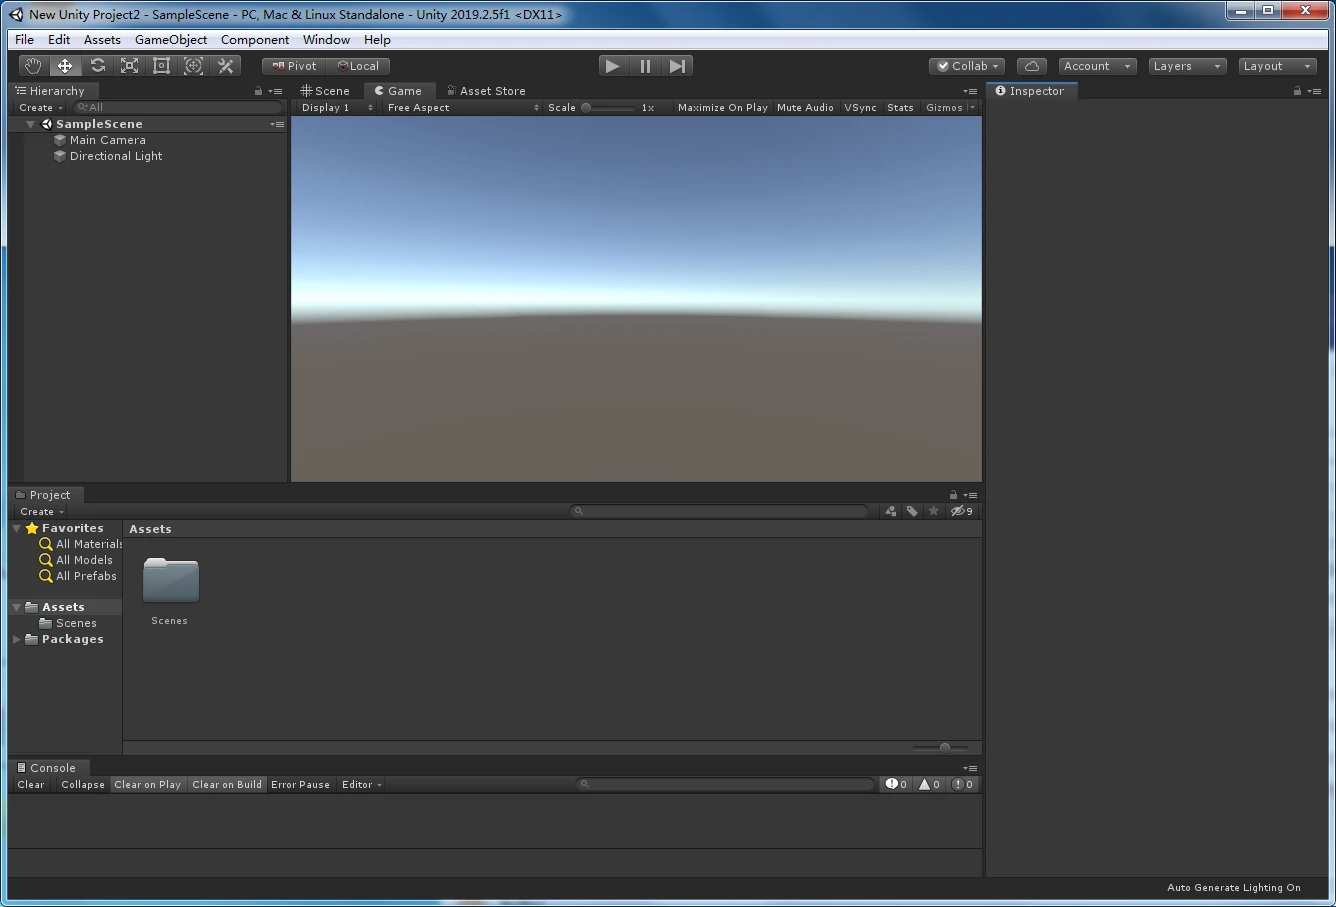 New Unity Project2 - SampleScene - PC, Mac & Linux Standalone - Unity 2019.2.5f1 <DX11>
File Edit Assets GameObject Component Window Help
Pivot Local Collab Account Layers Layout
Hierarchy
Create All
SampleScene
Main Camera
Directional Light
Scene Game Asset Store
Display 1 Free Aspect Scale 1x Maximize On Play Mute Audio VSync Stats Gizmos
Inspector
Project
Create 9
Favorites
All Materials
All Models
All Prefabs
Assets
Scenes
Packages
Assets
Scenes
Console
Clear Collapse Clear on Play Clear on Build Error Pause Editor 0 0 0
Auto Generate Lighting On